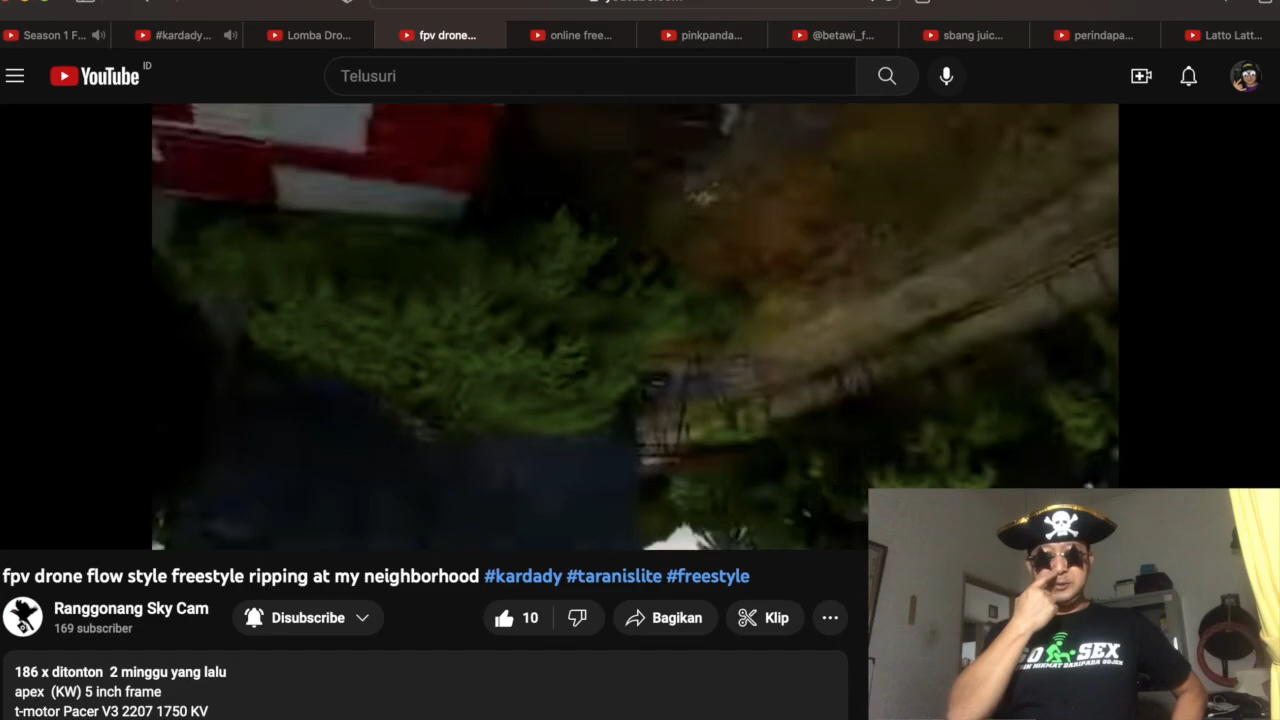 Season 1 F...
#kardady...
Lomba Dro...
fpv drone...
online free...
pinkpanda...
@betawi_f...
sbang juic...
perindapa...
Latto Latt...
YouTube ID
Telusuri
fpv drone flow style freestyle ripping at my neighborhood #kardady #taranislite #freestyle
Ranggonang Sky Cam
169 subscriber
Disubscribe
10
Bagikan
Klip
186 x ditonton 2 minggu yang lalu
apex (KW) 5 inch frame
t-motor Pacer V3 2207 1750 KV
SEX
NIKMAT DARIPADA GOJEK